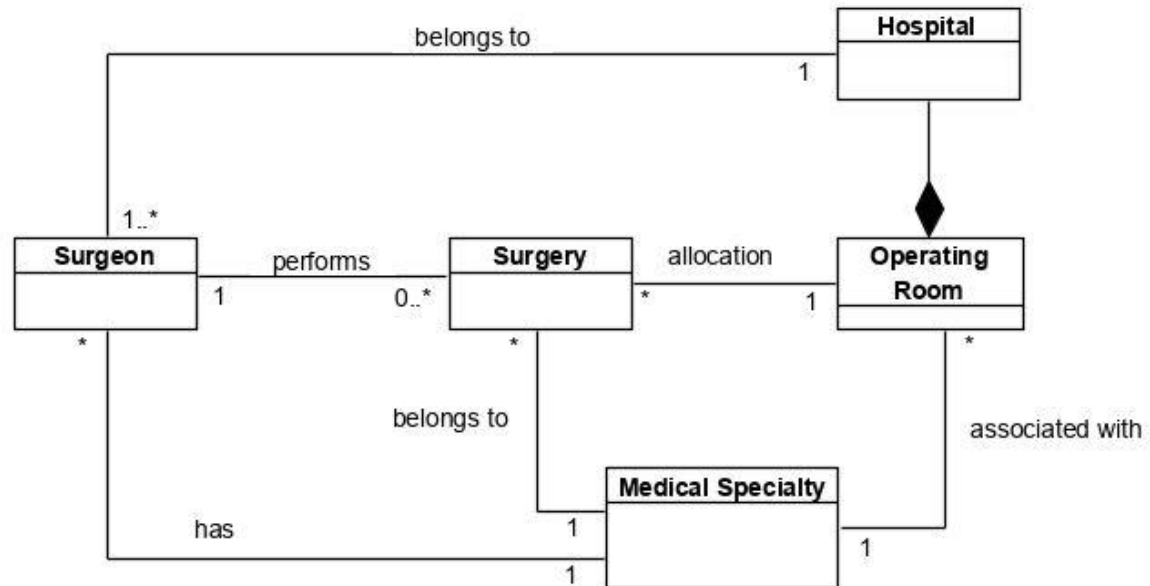 belongs to
Hospital
1
1..*
Surgeon
performs
Surgery
allocation
Operating
Room
1
0..*
*
1
*
*
*
belongs to
associated with
Medical Specialty
has
1
1
1